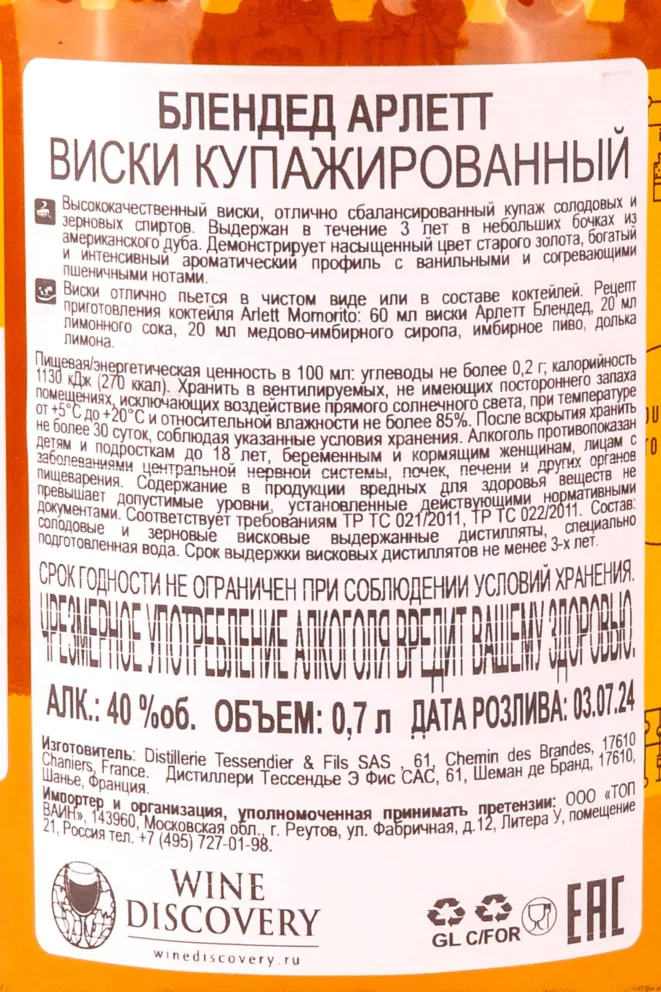 БЛЕНДЕД АРЛЕТТ
ВИСКИ КУПАЖИРОВАННЫЙ
Высококачественный виски, отлично сбалансированный купаж солодовых и
зерновых спиртов. Выдержан в течение 3 лет в небольших бочках из
американского дуба. Демонстрирует насыщенный цвет старого золота, богатый
и интенсивный ароматический профиль с ванильными и согревающими
пшеничными нотами.
Виски отлично пьется в чистом виде или в составе коктейлей. Рецепт
приготовления коктейля Arlett Momorito: 60 мл виски Арлетт Блендед, 20 мл
лимонного сока, 20 мл медово-имбирного сиропа, имбирное пиво, долька
лимона.
Пищевая/энергетическая ценность в 100 мл: углеводы не более 0,2 г; калорийность
1130 кДж (270 ккал). Хранить в вентилируемых, не имеющих постороннего запаха
помещениях, исключающих воздействие прямого солнечного света, при температуре
от +5°С до +20°С и относительной влажности не более 85%. После вскрытия хранить
не более 30 суток, соблюдая указанные условия хранения. Алкоголь противопоказан
детям и подросткам до 18 лет, беременным и кормящим женщинам, лицам с
заболеваниями центральной нервной системы, почек, печени и других органов
пищеварения. Содержание в продукции вредных для здоровья веществ не
превышает допустимые уровни, установленные действующими нормативными
документами. Соответствует требованиям ТР ТС 021/2011, ТР ТС 022/2011. Состав:
солодовые и зерновые висковые выдержанные дистилляты, специально
подготовленная вода. Срок выдержки висковых дистиллятов не менее 3-х лет.
СРОК ГОДНОСТИ НЕ ОГРАНИЧЕН ПРИ СОБЛЮДЕНИИ УСЛОВИЙ ХРАНЕНИЯ.
ЧРЕЗМЕРНОЕ УПОТРЕБЛЕНИЕ АЛКОГОЛЯ ВРЕДИТ ВАШЕМУ ЗДОРОВЬЮ.
АЛК.: 40 %об. ОБЪЕМ: 0,7 л ДАТА РОЗЛИВА: 03.07.24
Изготовитель: Distillerie Tessendier & Fils SAS , 61, Chemin des Brandes, 17610
Chaniers, France. Дистиллери Тессендье Э Фис САС, 61, Шеман де Бранд, 17610,
Шанье, Франция.
Импортер и организация, уполномоченная принимать претензии: ООО «ТОП
ВАЙН», 143960, Московская обл., г. Реутов, ул. Фабричная, д.12, Литера У, помещение
21, Россия тел. +7 (495) 727-01-98.
WINE
DISCOVERY
winediscovery.ru
GL C/FOR
EAC